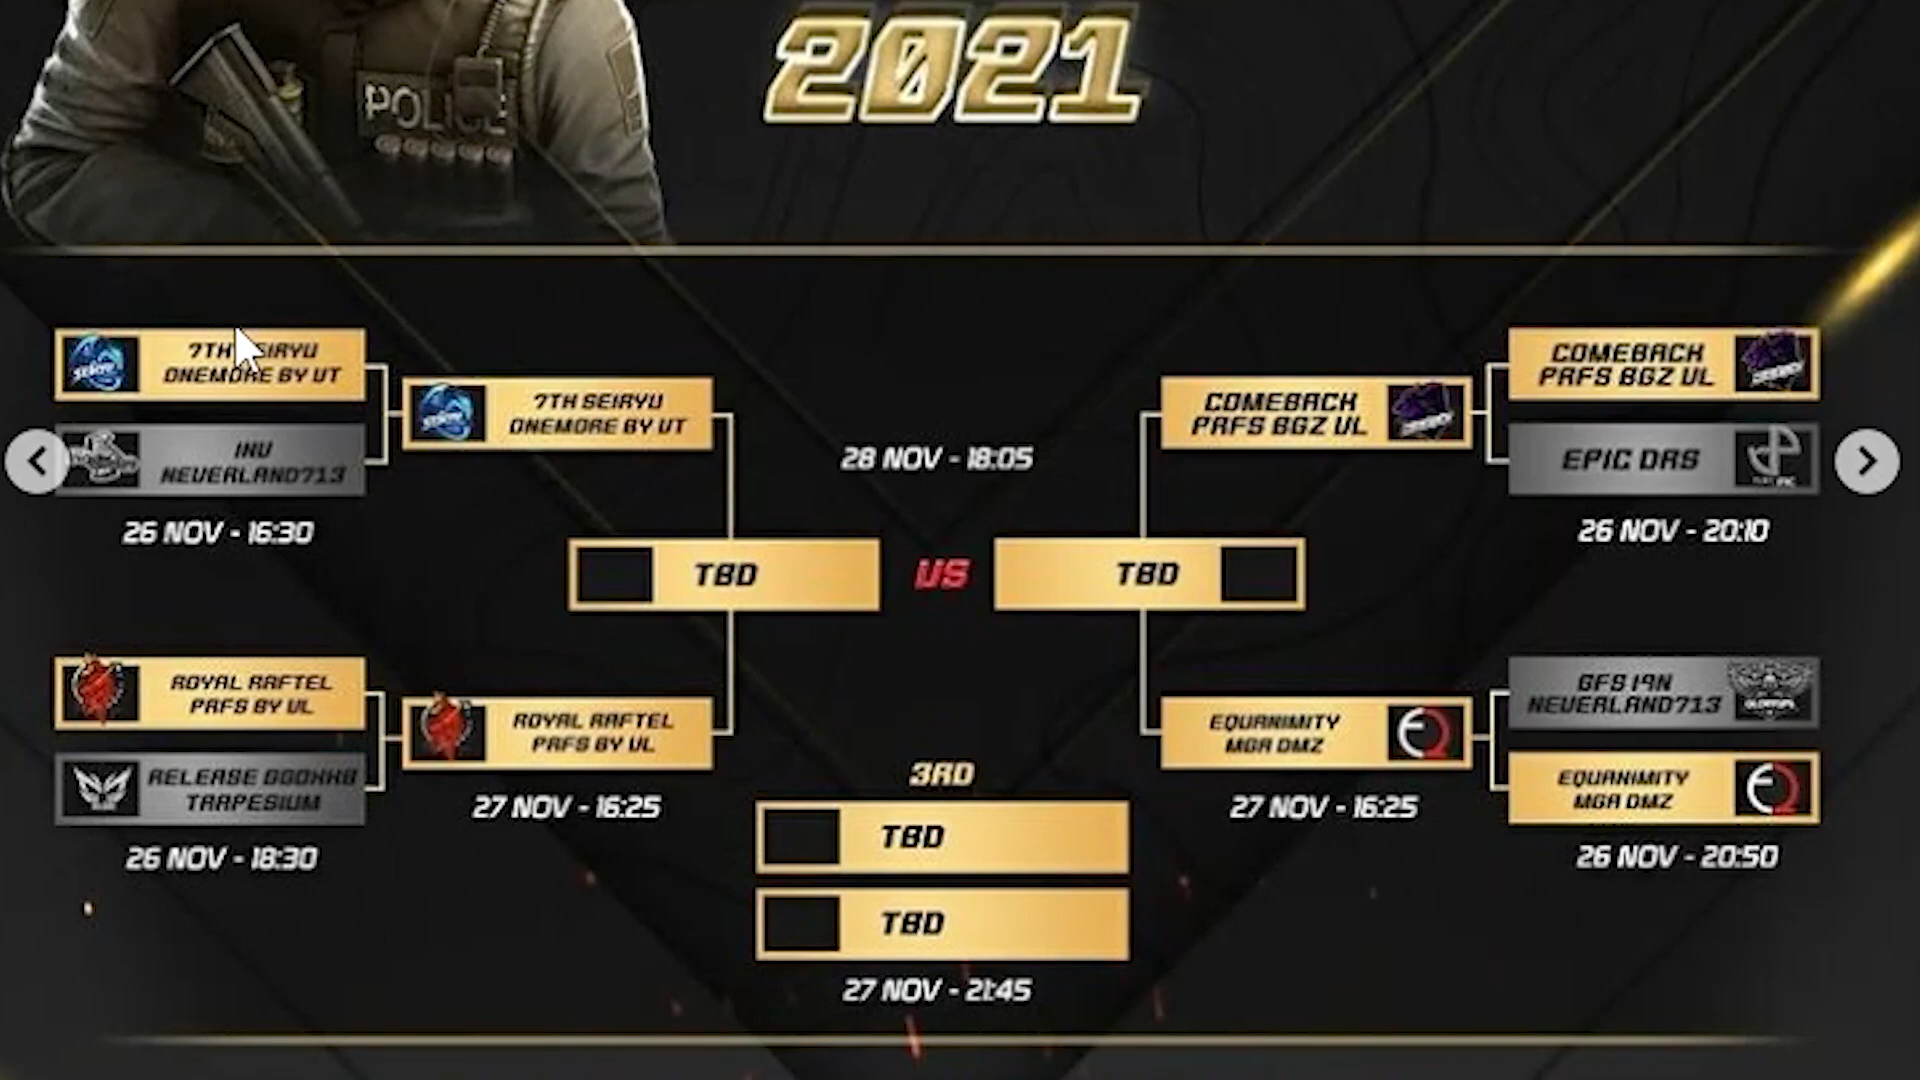 POLICE
2021
7TH SEIRYU
ONEMORE BY UT
INU
NEVERLAND713
26 NOV - 16:30
7TH SEIRYU
ONEMORE BY UT
28 NOV - 18:05
COMEBACK
PRFS BGZ UL
COMEBACK
PRFS BGZ UL
EPIC DRS
26 NOV - 20:10
TBD
VS
TBD
ROYAL RAFTEL
PRFS BY UL
RELEASE
TRAPESIUM
26 NOV - 18:30
ROYAL RAFTEL
PRFS BY UL
27 NOV - 16:25
3RD
TBD
TBD
27 NOV - 21:45
EQUANIMITY
MGA DMZ
27 NOV - 16:25
GFS 19N
NEVERLAND713
EQUANIMITY
MGA DMZ
26 NOV - 20:50